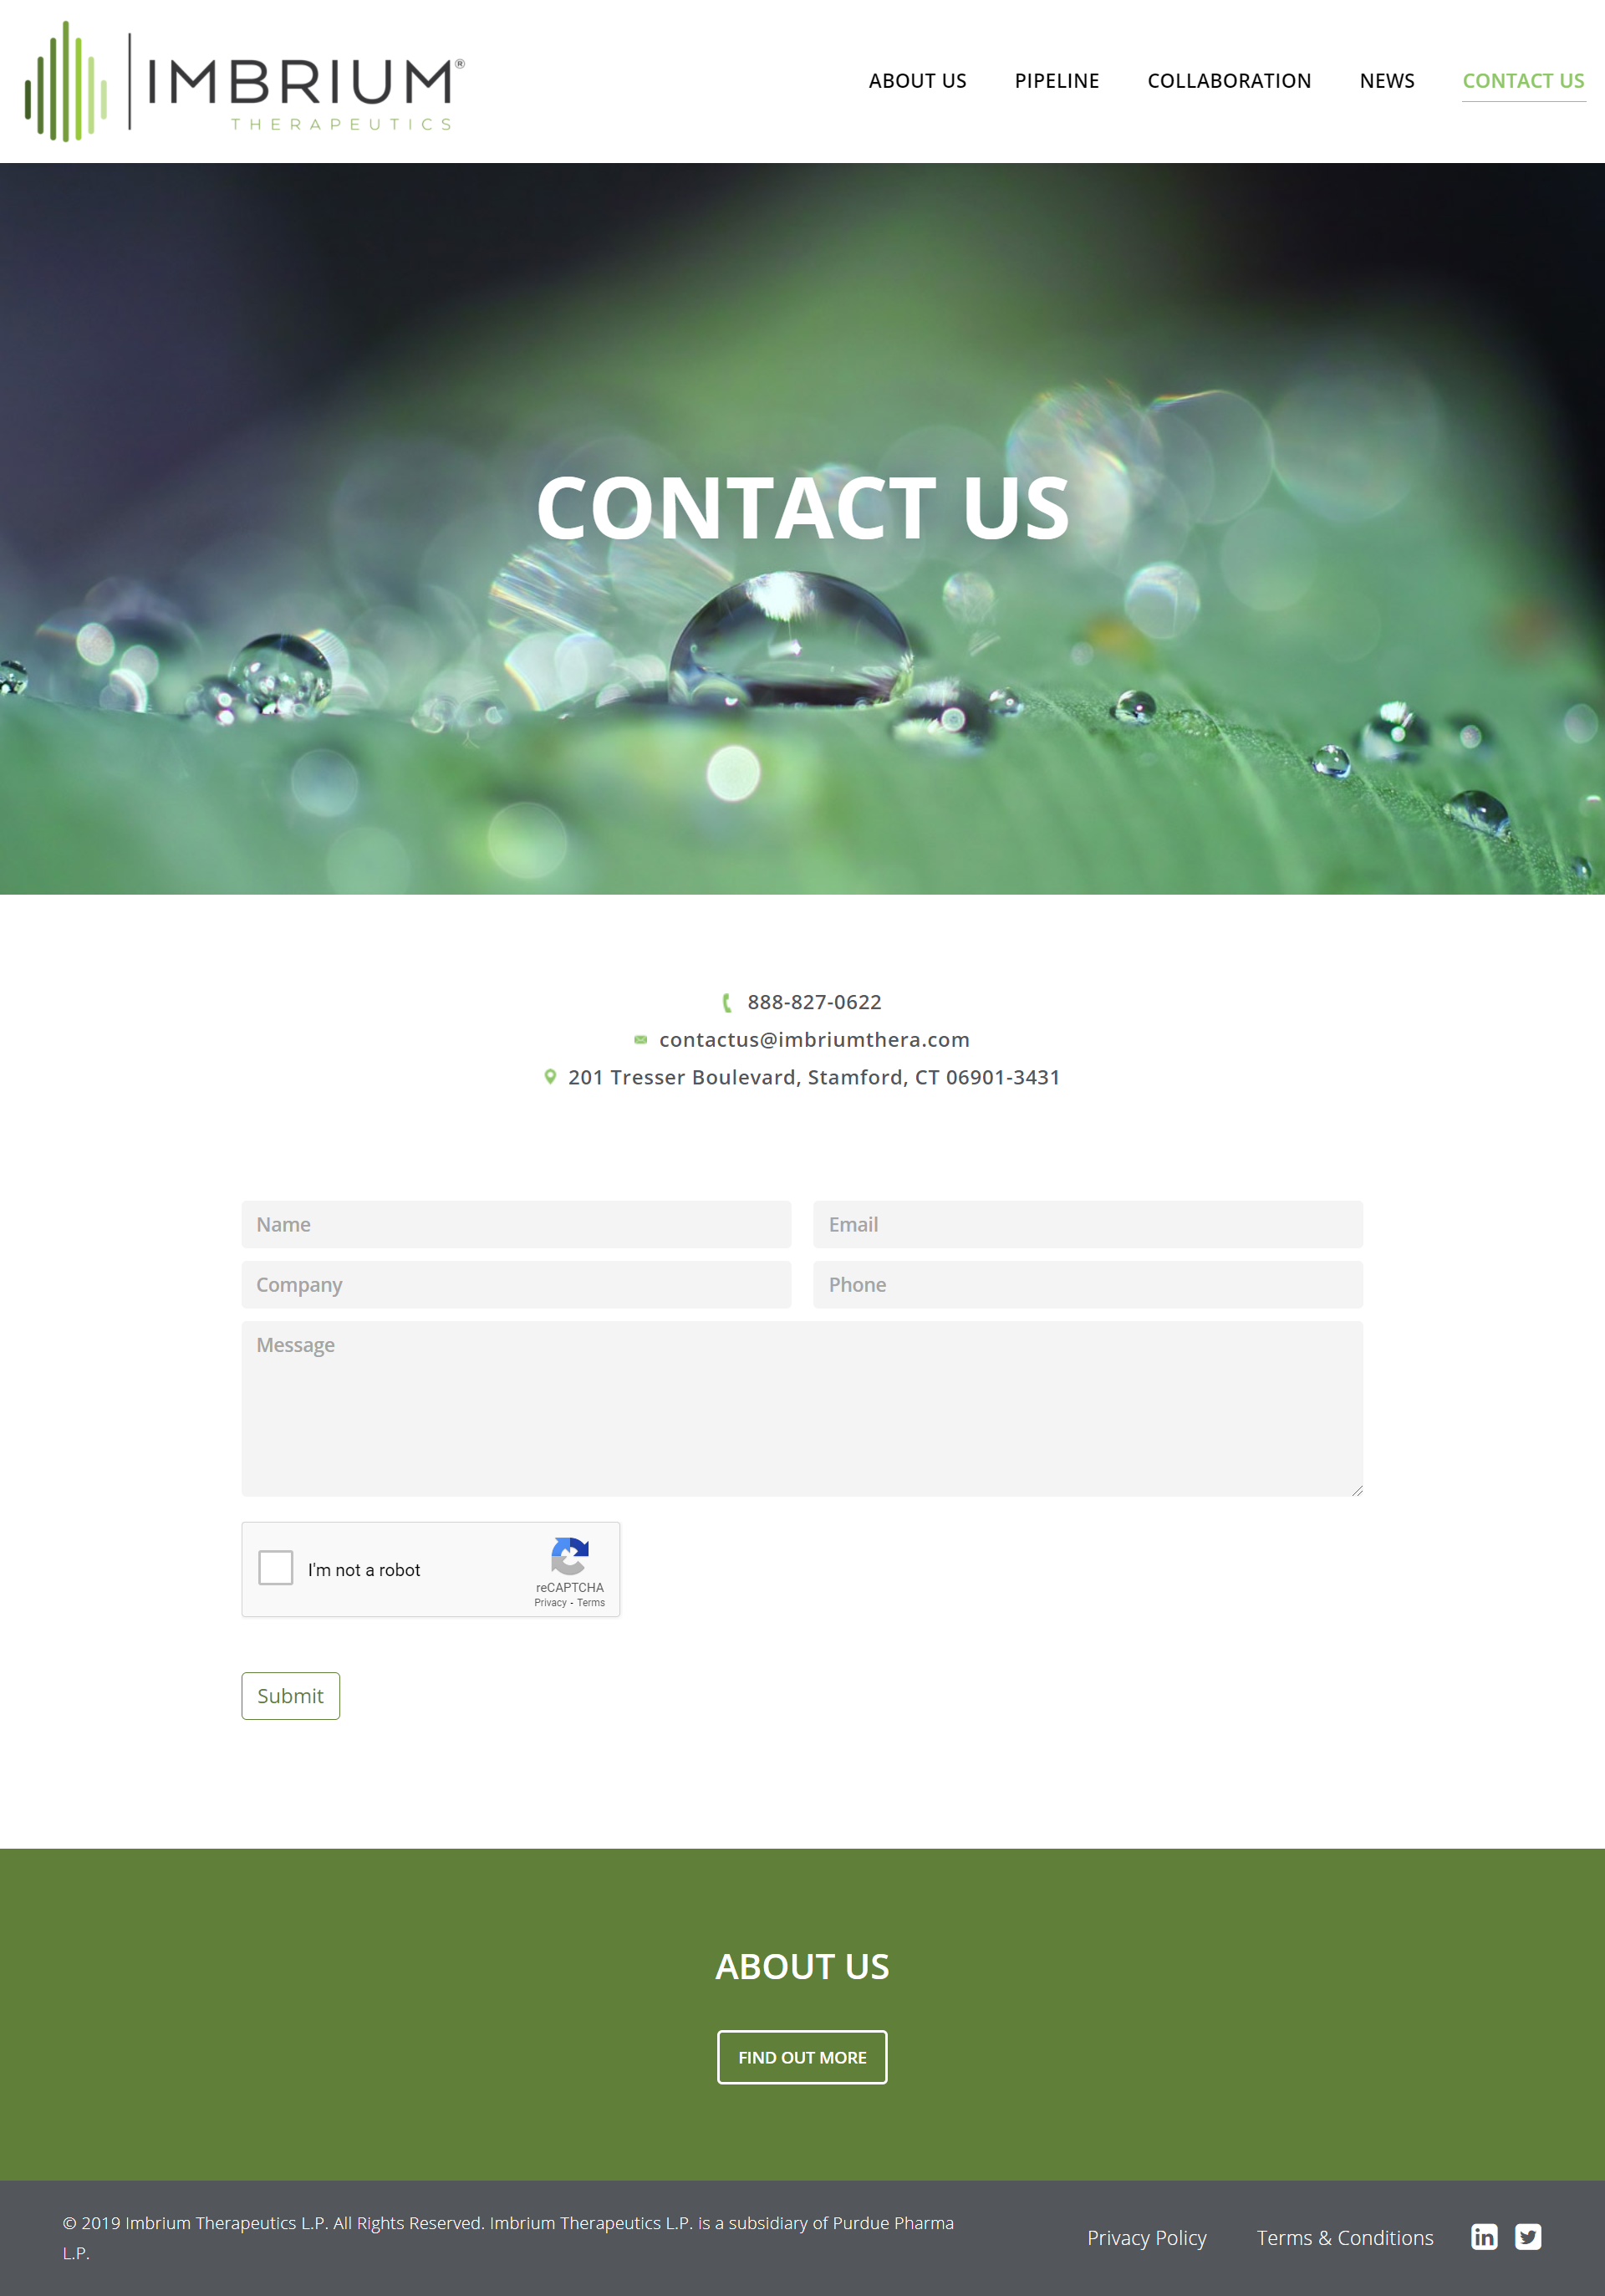 IMBRIUM®
THERAPEUTICS
ABOUT US
PIPELINE
COLLABORATION
NEWS
CONTACT US
CONTACT US
888-827-0622
contactus@imbriumthera.com
201 Tresser Boulevard, Stamford, CT 06901-3431
Name
Email
Company
Phone
Message
I'm not a robot
reCAPTCHA
Privacy - Terms
Submit
ABOUT US
FIND OUT MORE
© 2019 Imbrium Therapeutics L.P. All Rights Reserved. Imbrium Therapeutics L.P. is a subsidiary of Purdue Pharma
L.P.
Privacy Policy
Terms & Conditions
in